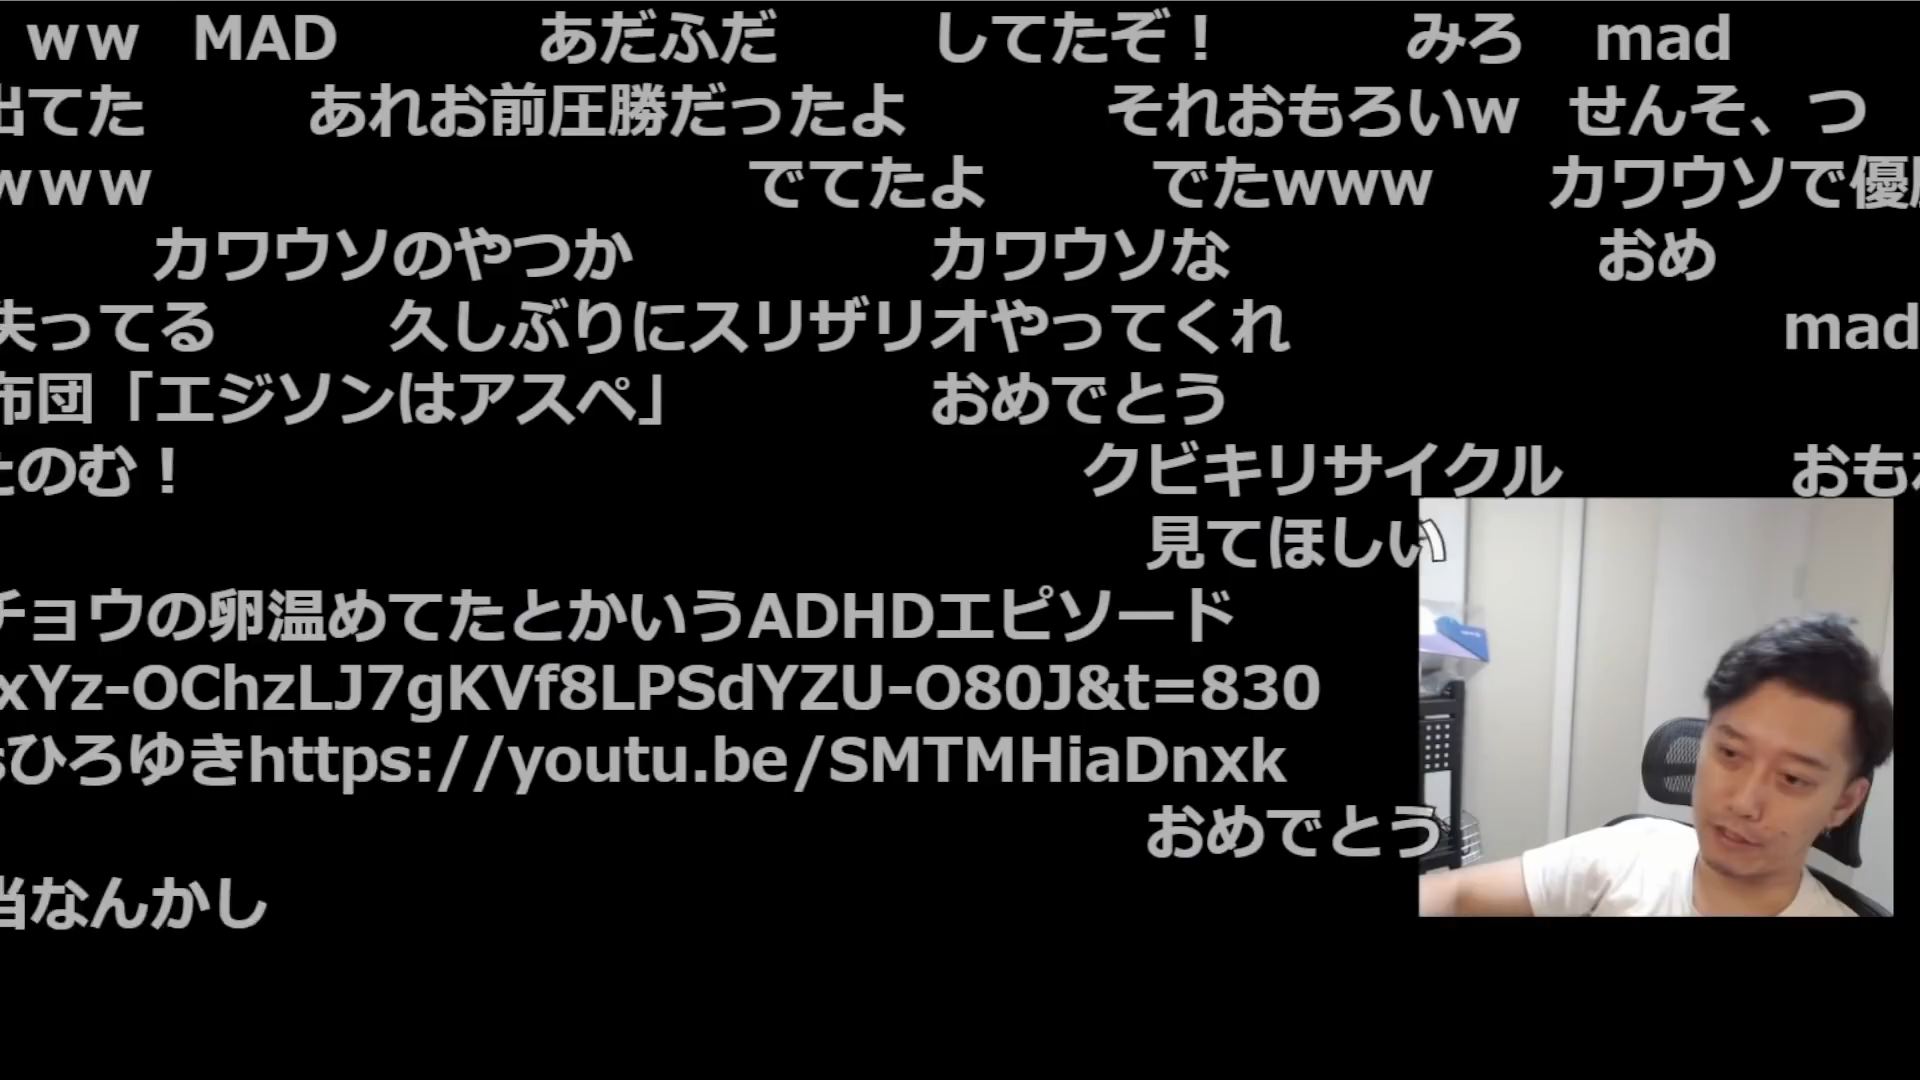 ww MAD あだふだ してたぞ！ みろ mad
出てた あれお前圧勝だったよ それおもろいw せんそ、つ
www でてたよ でたwww カワウソで優
カワウソのやつか カワウソな おめ
失ってる 久しぶりにスリザリオやってくれ mad
布団「エジソンはアスペ」 おめでとう
たのむ！ クビキリサイクル おも
見てほしい
チョウの卵温めてたとかいうADHDエピソード
xYz-OChzLJ7gKVf8LPSdYZU-O80J&t=830
sひろゆきhttps://youtu.be/SMTMHiaDnxk
おめでとう
当なんかし